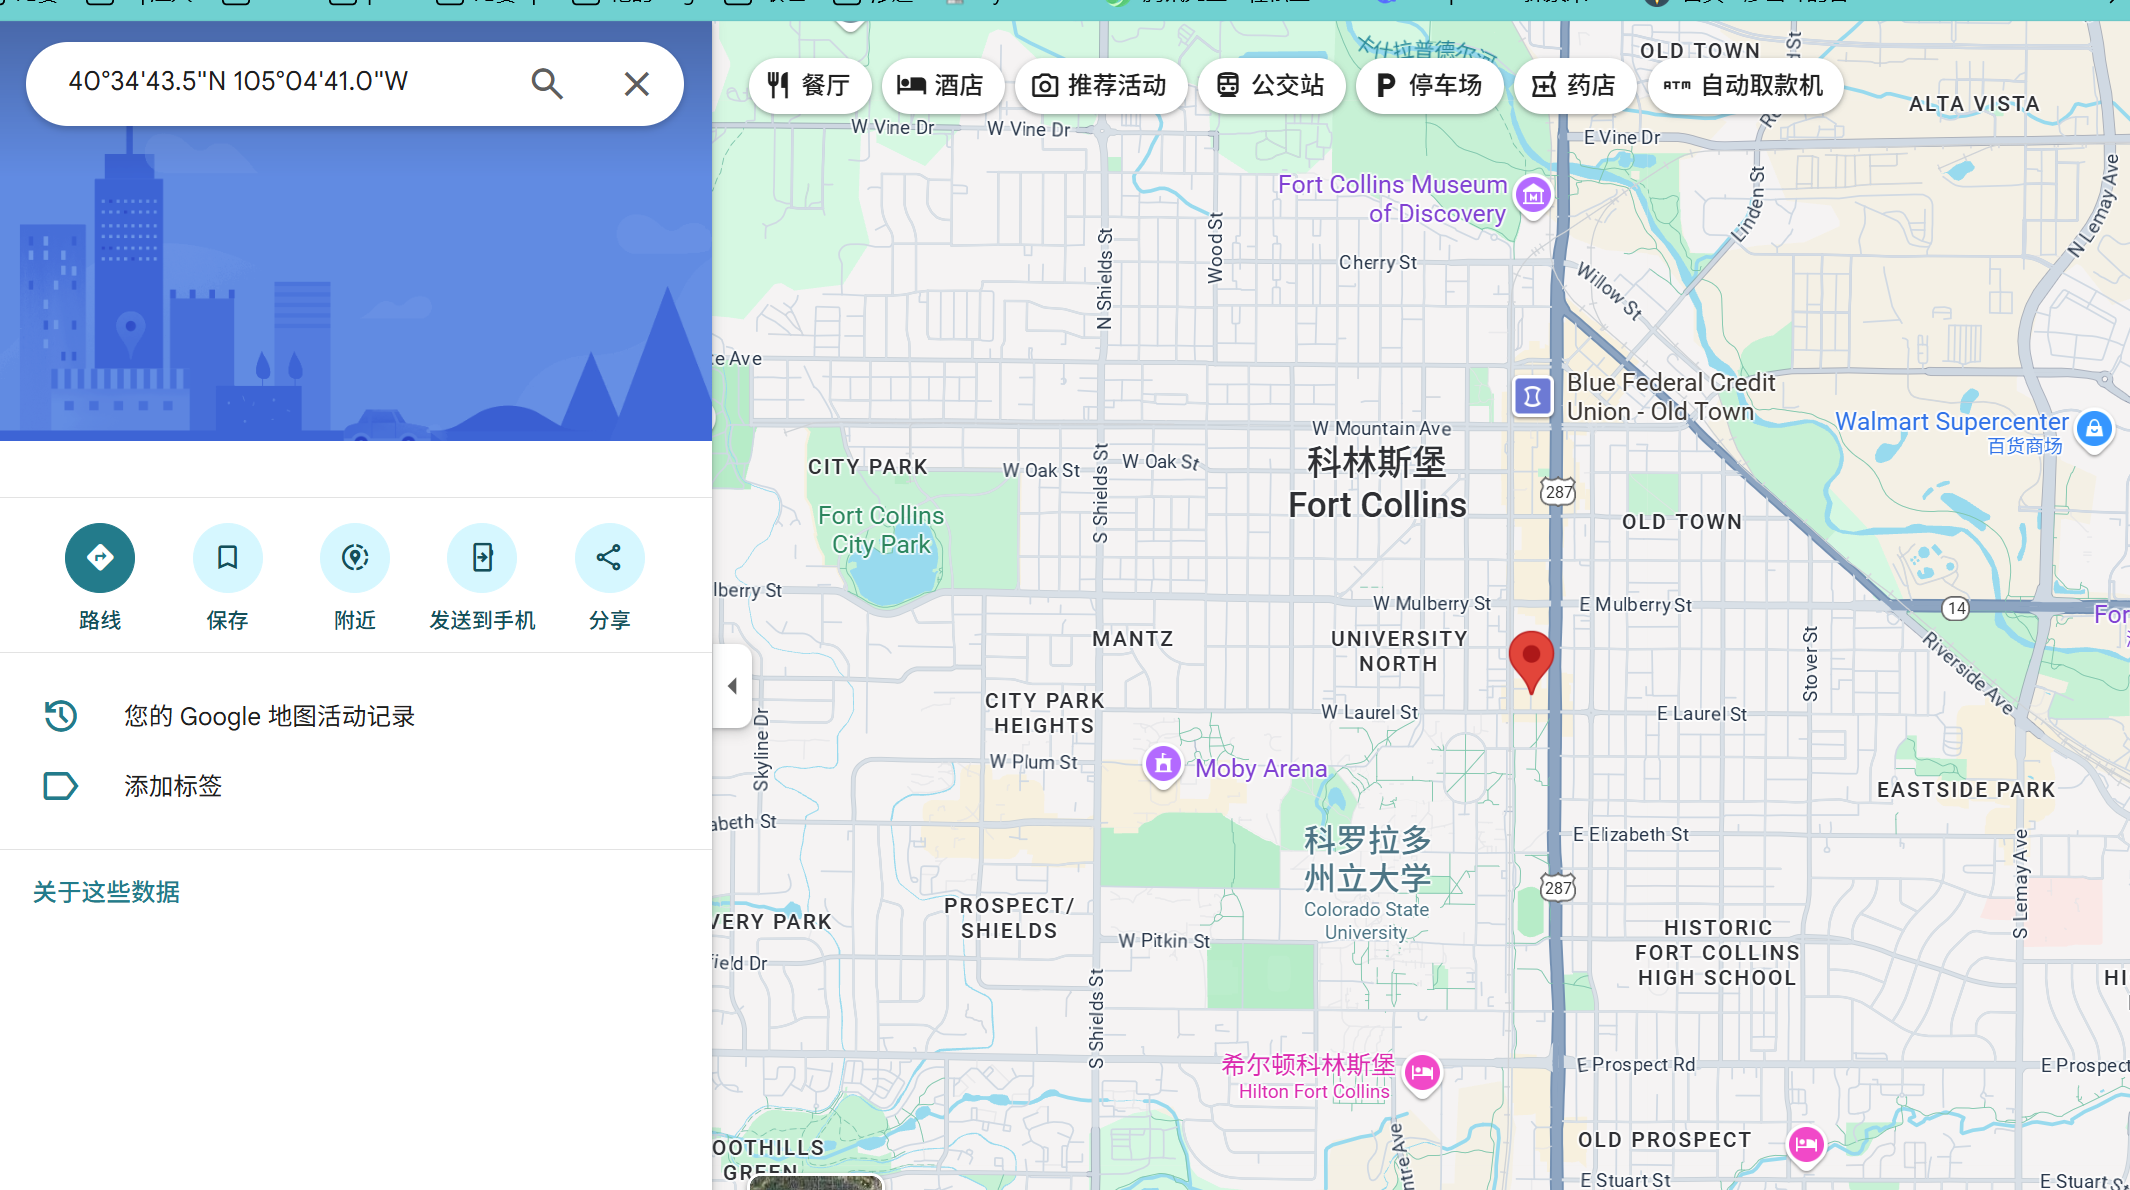 40°34'43.5"N 105°04'41.0"W
路线
保存
附近
发送到手机
分享
您的 Google 地图活动记录
添加标签
关于这些数据
餐厅
酒店
推荐活动
公交站
停车场
药店
ATM
自动取款机
OLD TOWN
ALTA VISTA
W Vine Dr
W Vine Dr
E Vine Dr
Fort Collins Museum
of Discovery
Linden St
N Lemay Ave
Wood St
N Shields St
Cherry St
Willow St
Blue Federal Credit
Union - Old Town
Walmart Supercenter
百货商场
W Mountain Ave
科林斯堡
Fort Collins
CITY PARK
W Oak St
W Oak St
S Shields St
287
OLD TOWN
Fort Collins
City Park
lberry St
W Mulberry St
E Mulberry St
14
For
MANTZ
UNIVERSITY
NORTH
Stover St
Riverside Ave
CITY PARK
HEIGHTS
W Laurel St
E Laurel St
Skyline Dr
W Plum St
Moby Arena
EASTSIDE PARK
abeth St
E Elizabeth St
科罗拉多
州立大学
Colorado State
University
287
S Lemay Ave
PROSPECT/
SHIELDS
VERY PARK
W Pitkin St
HISTORIC
FORT COLLINS
HIGH SCHOOL
field Dr
HI
S Shields St
希尔顿科林斯堡
Hilton Fort Collins
E Prospect Rd
E Prospect
OOTHILLS
GREEN
ntre Ave
OLD PROSPECT
E Stuart St
E Stuart S